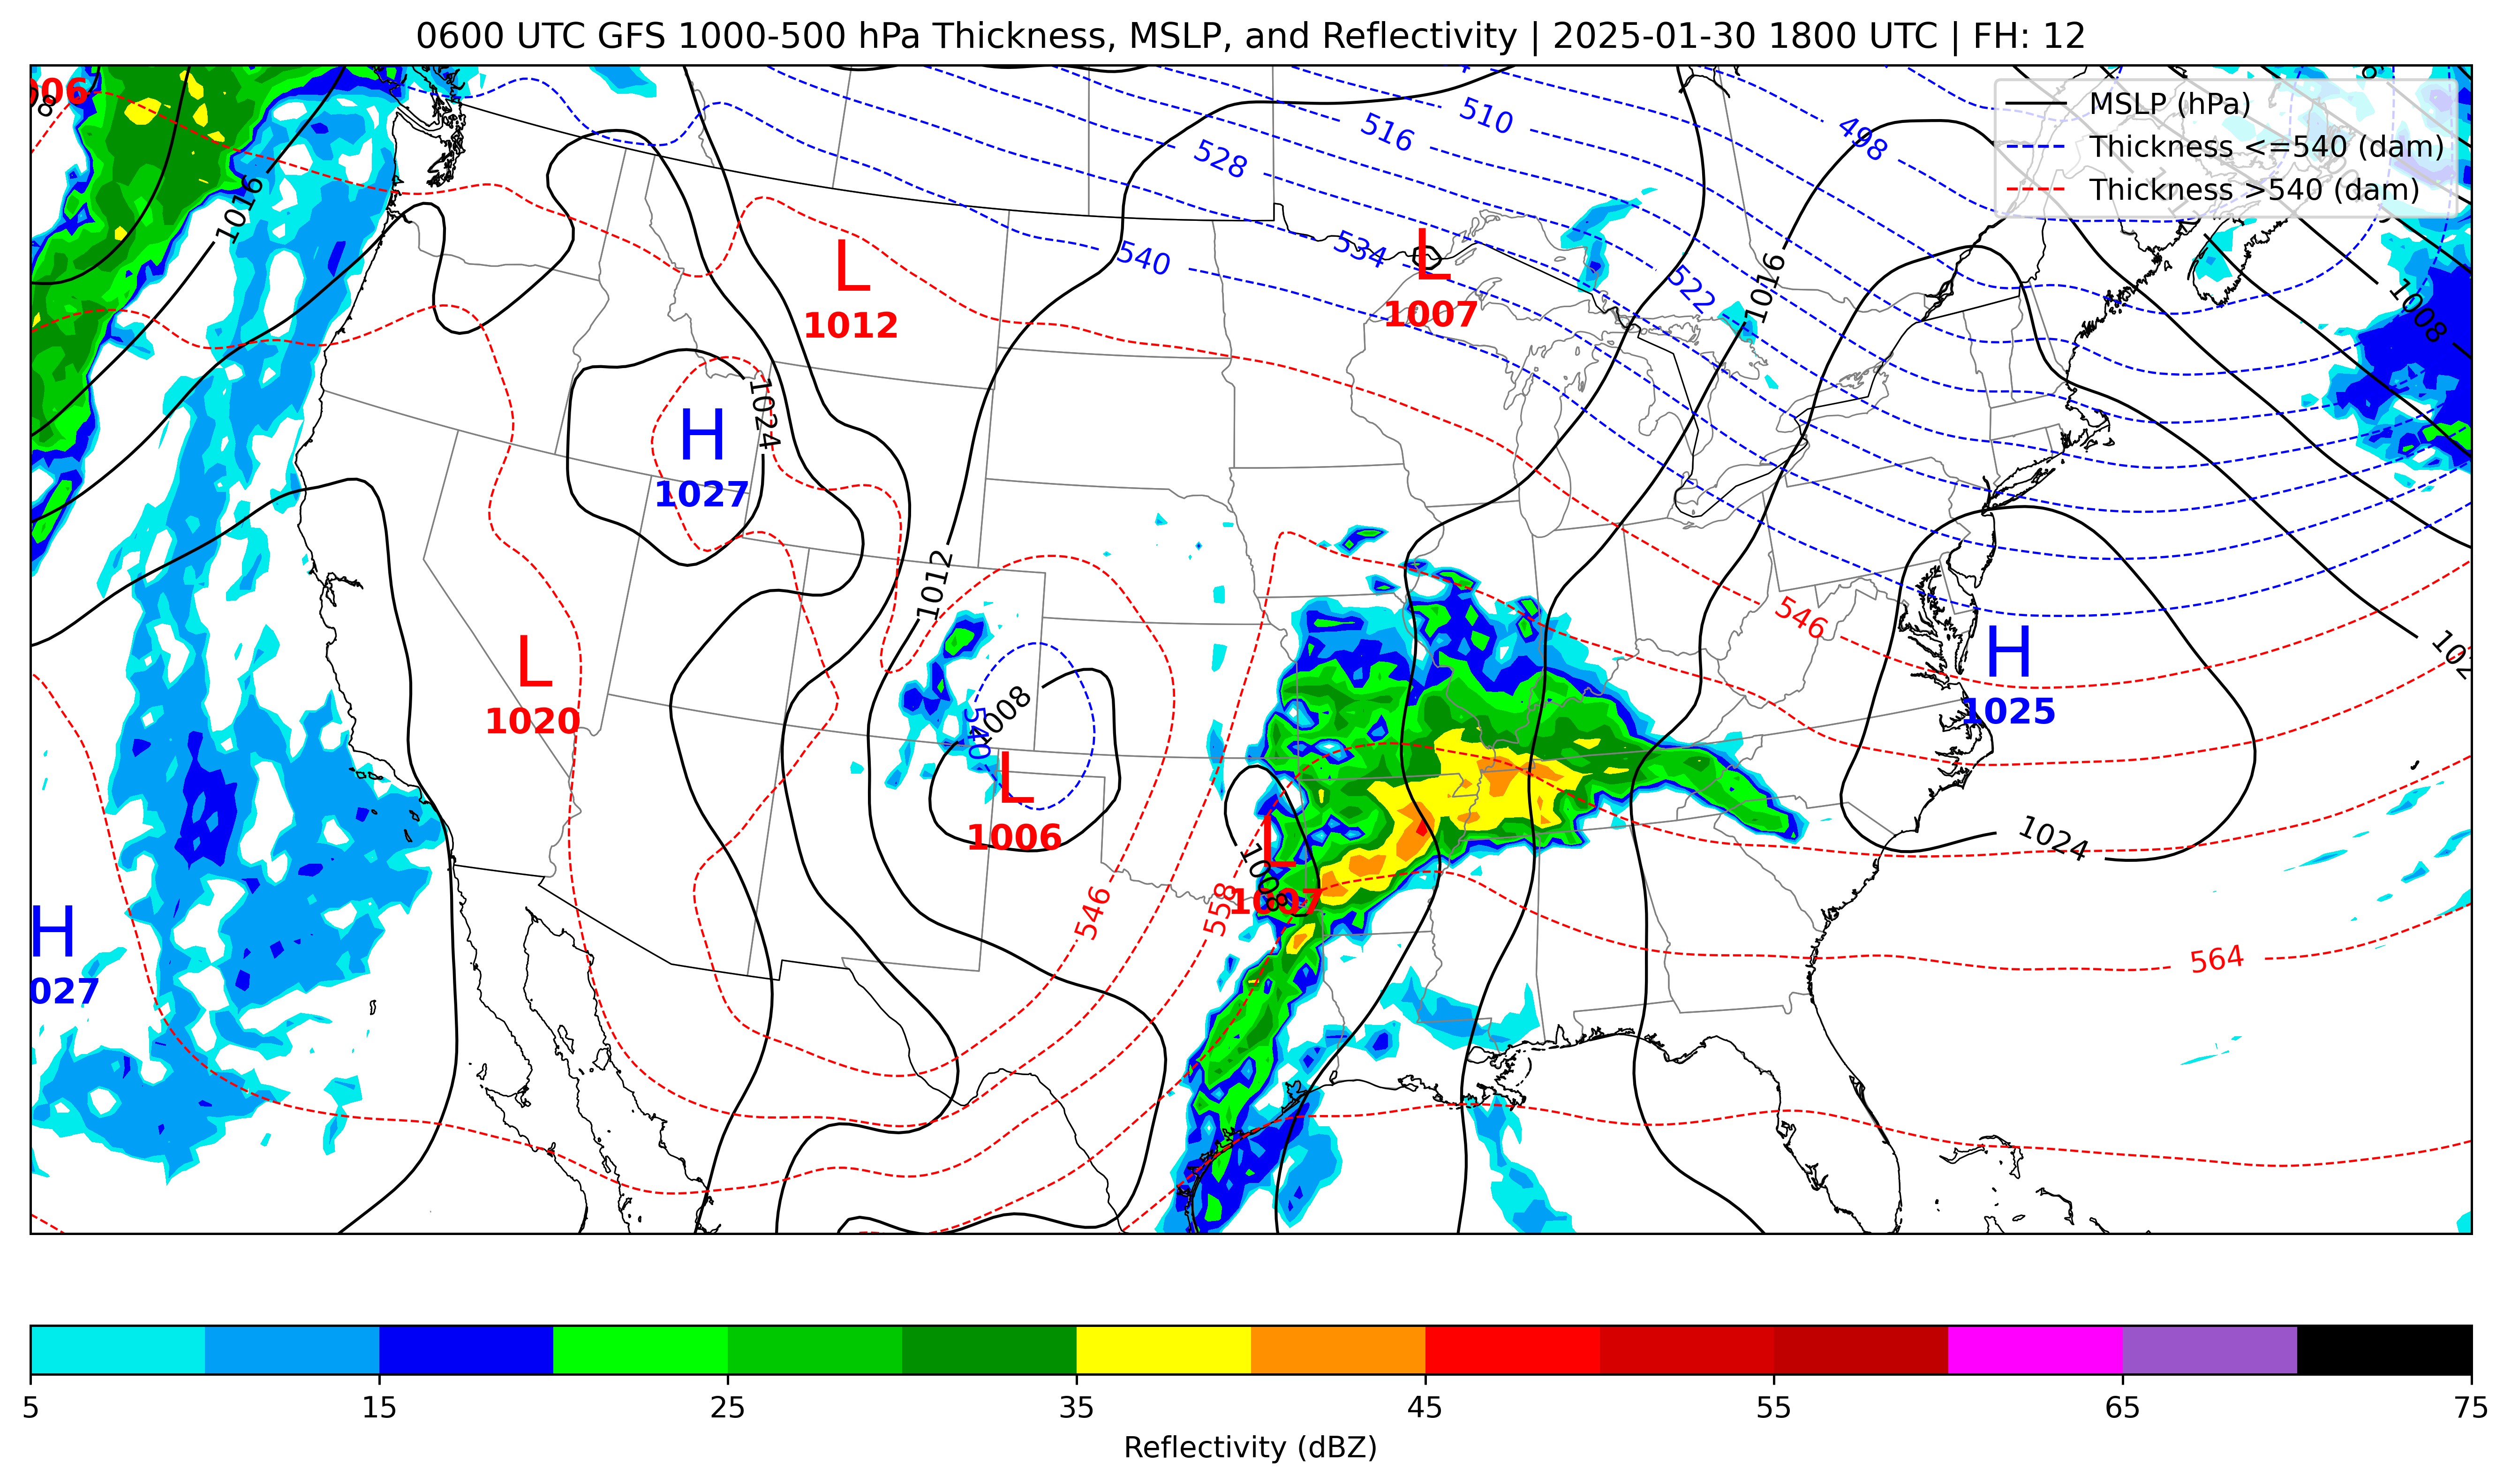 0600 UTC GFS 1000-500 hPa Thickness, MSLP, and Reflectivity | 2025-01-30 1800 UTC | FH: 12
006
MSLP (hPa)
Thickness <=540 (dam)
Thickness >540 (dam)
510
516
498
528
1016
540
534
L
1012
L
1007
522
1016
1008
1024
H
1027
1012
546
L
1020
1008
540
H
1025
L
1006
1024
L
1008
1007
546
558
H
027
564
5
15
25
35
45
55
65
75
Reflectivity (dBZ)